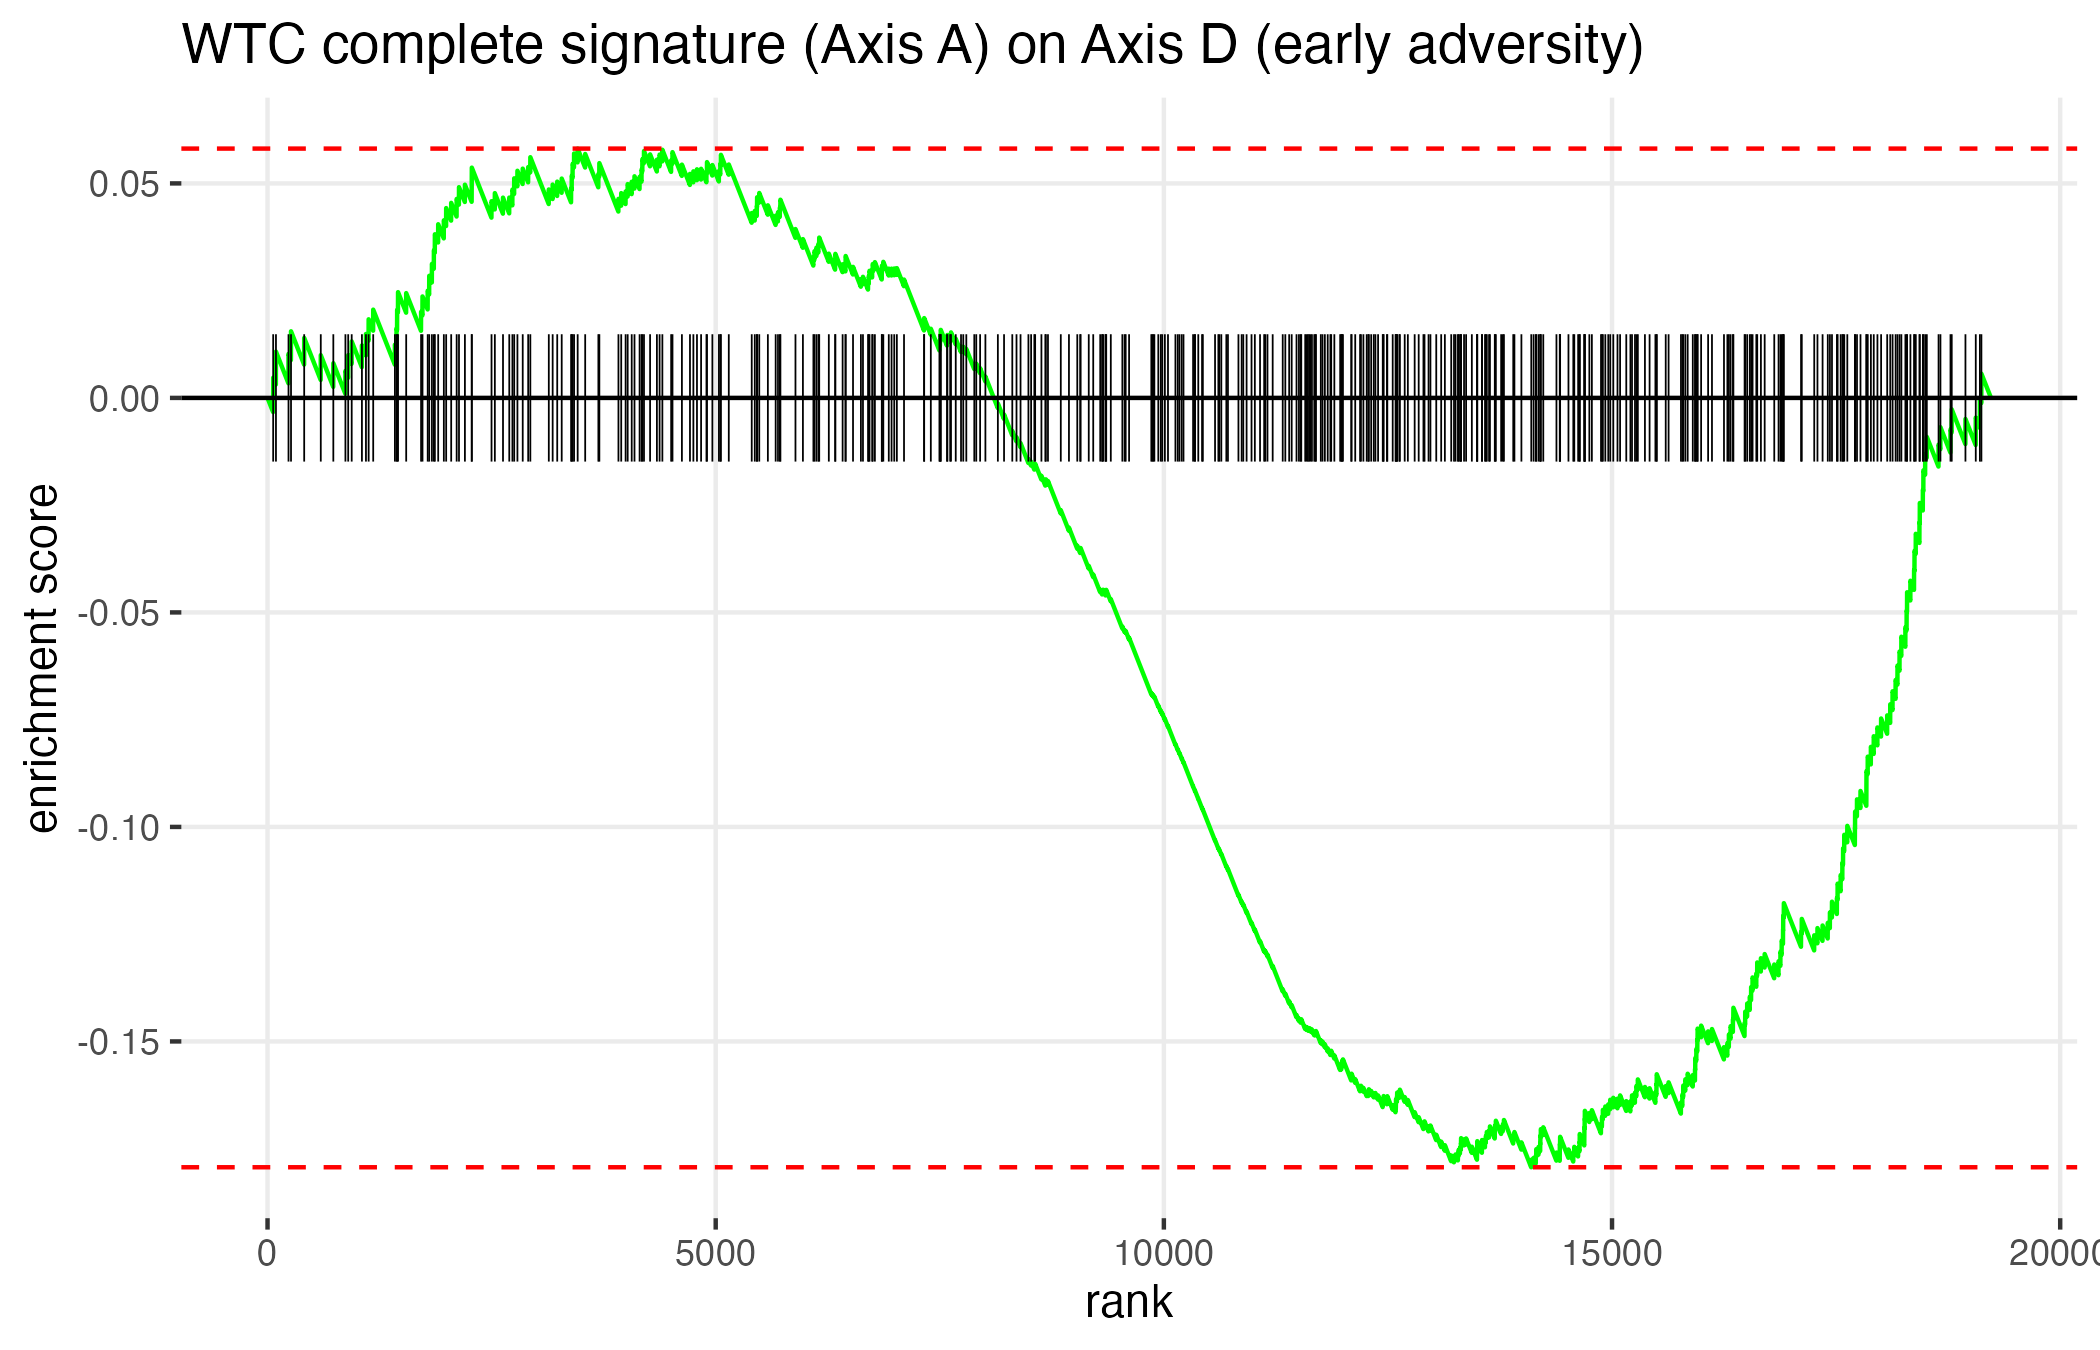 WTC complete signature (Axis A) on Axis D (early adversity)
enrichment score
0.05
0.00
-0.05
-0.10
-0.15
0 5000 10000 15000 20000
rank